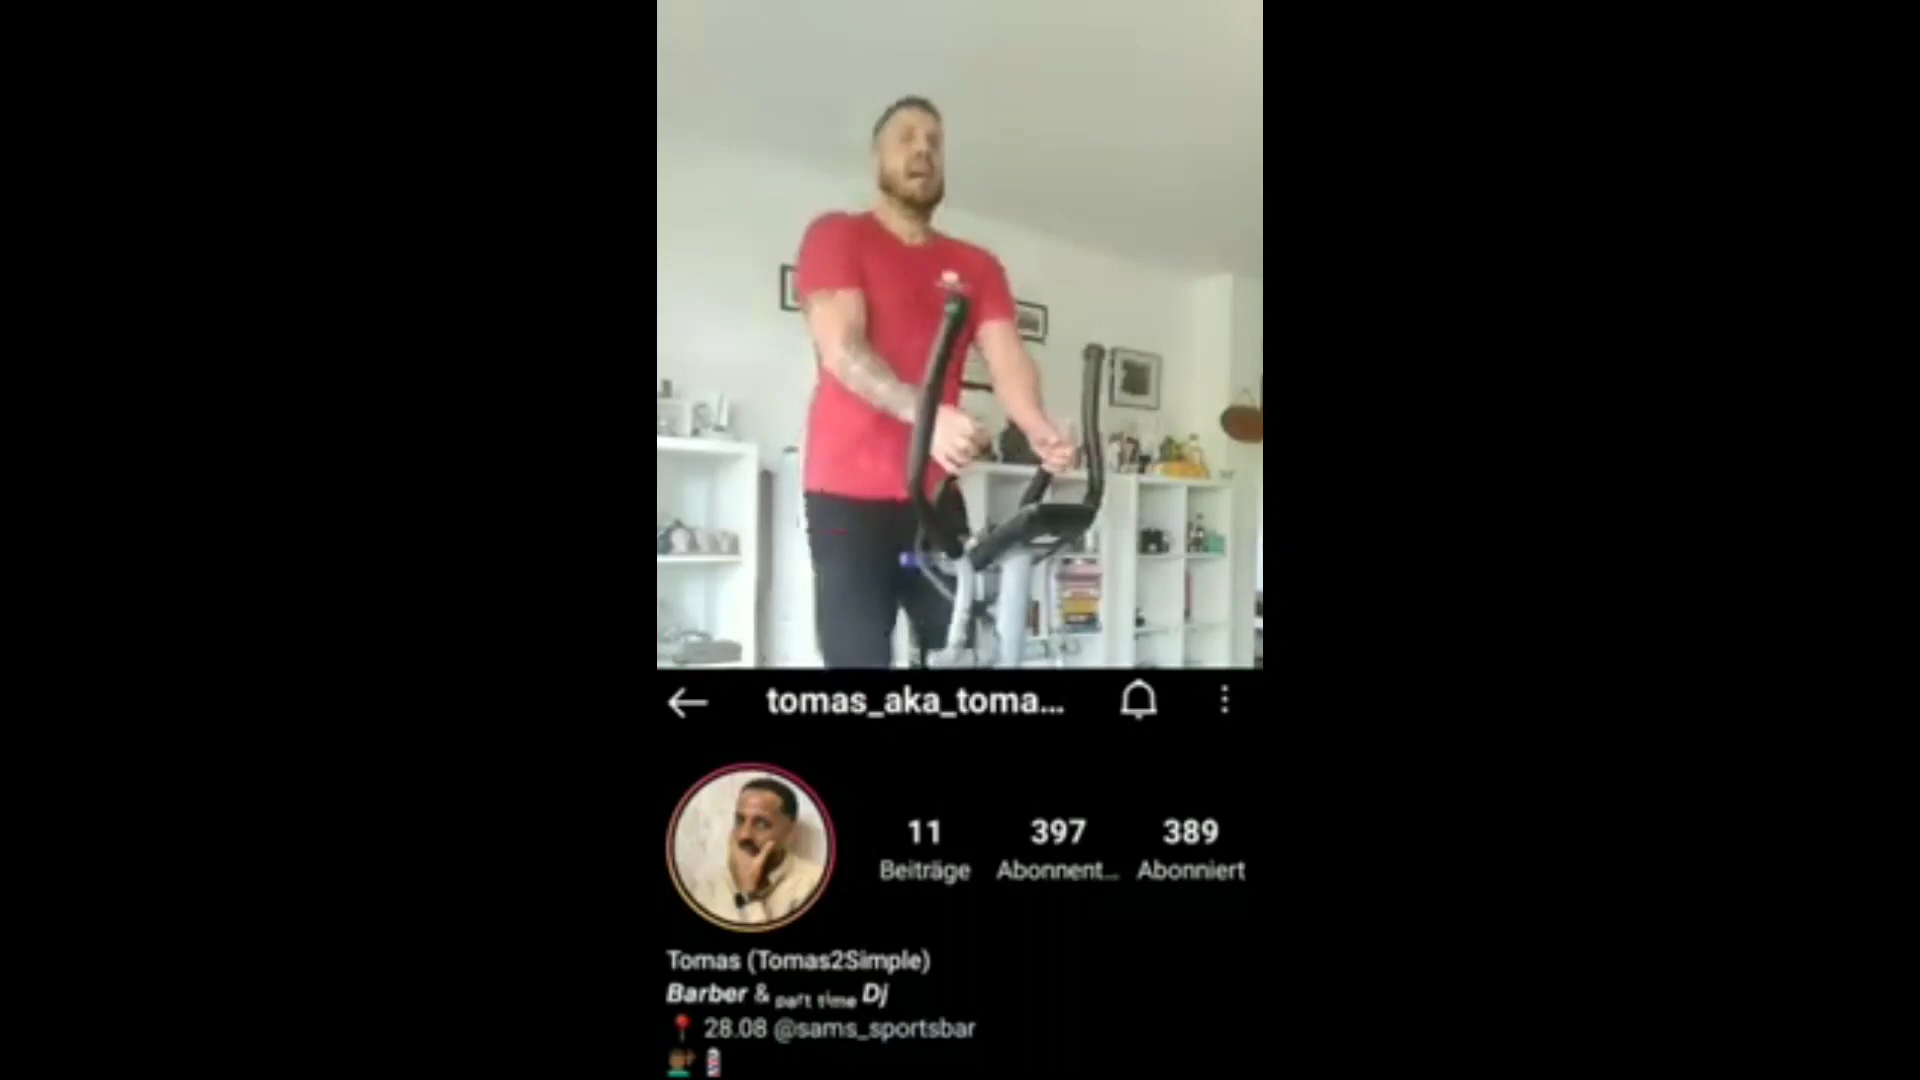 tomas_aka_toma...
11 397 389
Beiträge Abonnent... Abonniert
Tomas (Tomas2Simple)
Barber & part time Dj
28.08 @sams_sportsbar